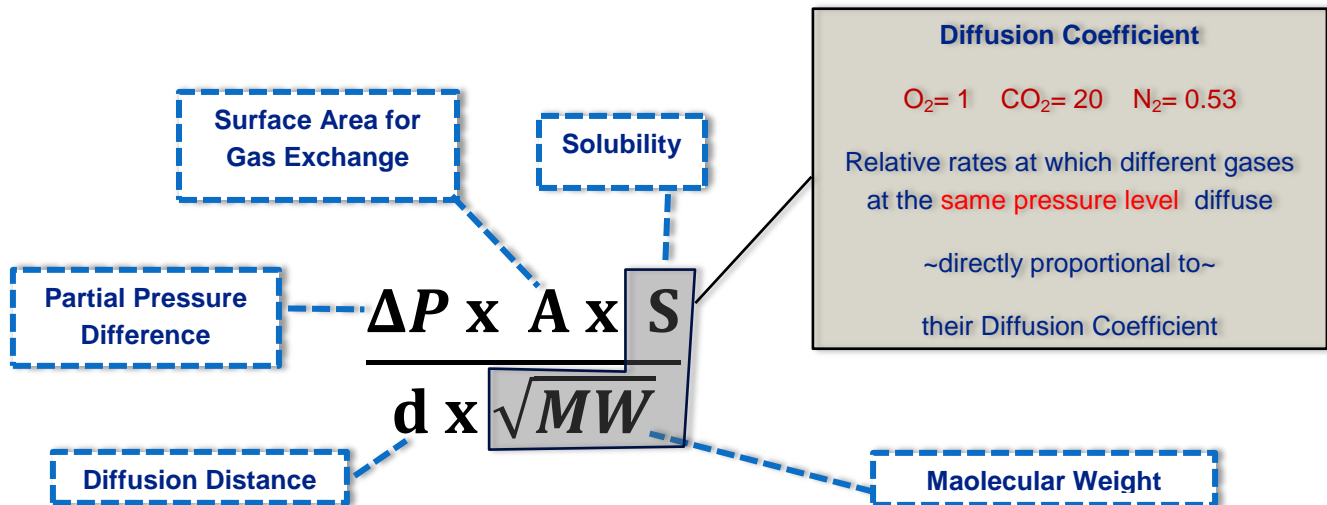 Diffusion Coefficient
O₂= 1 CO₂= 20 N₂= 0.53
Relative rates at which different gases
at the same pressure level diffuse
~directly proportional to~
their Diffusion Coefficient
Surface Area for
Gas Exchange
Solubility
Partial Pressure
Difference
ΔP x A x S
d x √MW
Diffusion Distance
Maolecular Weight